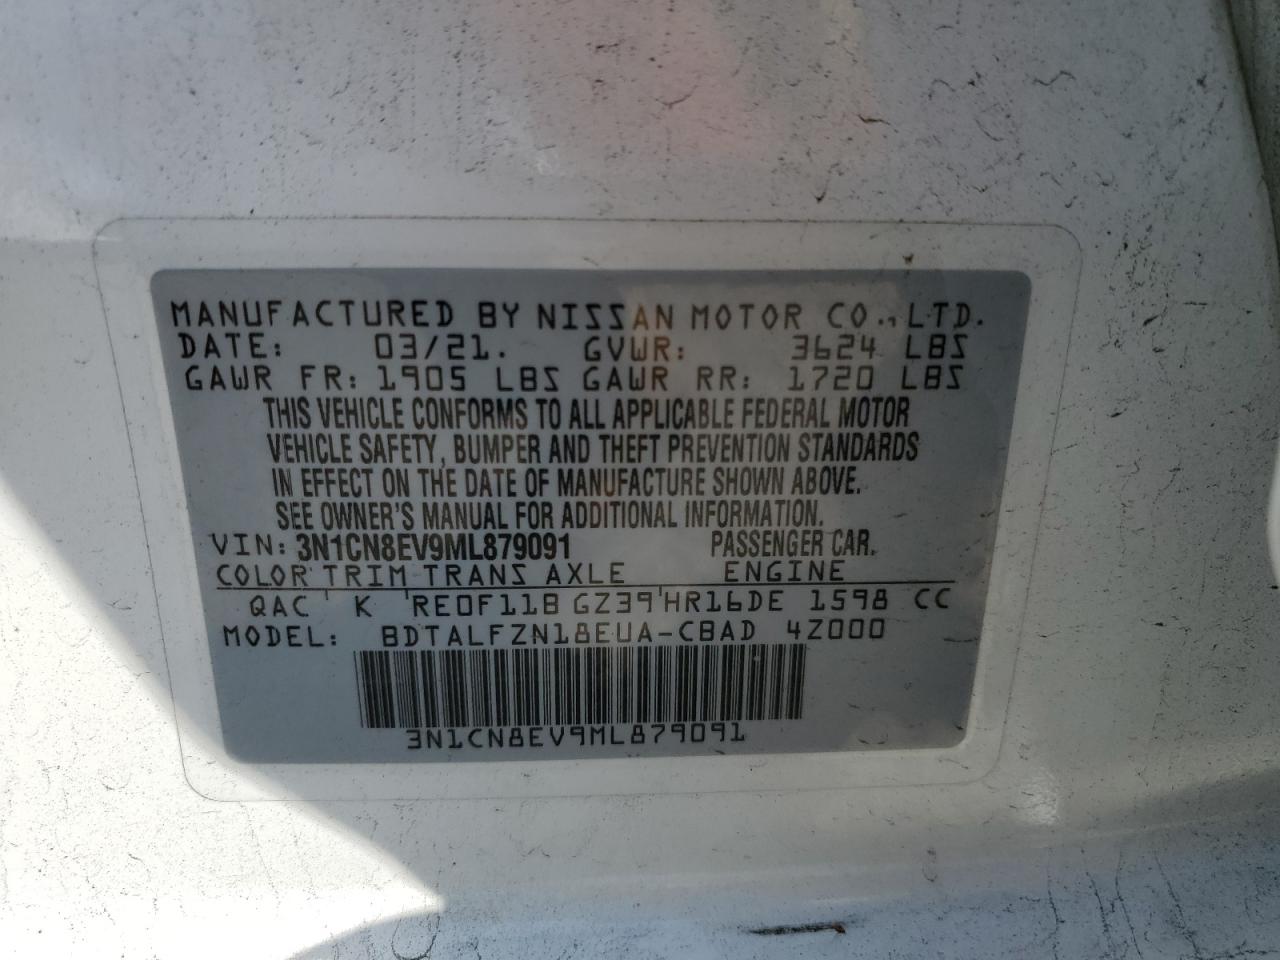 MANUFACTURED BY NISSAN MOTOR CO., LTD.
DATE: 03/21. GVWR: 3624 LBS
GAWR FR: 1905 LBS GAWR RR: 1720 LBS
THIS VEHICLE CONFORMS TO ALL APPLICABLE FEDERAL MOTOR
VEHICLE SAFETY, BUMPER AND THEFT PREVENTION STANDARDS
IN EFFECT ON THE DATE OF MANUFACTURE SHOWN ABOVE.
SEE OWNER'S MANUAL FOR ADDITIONAL INFORMATION.
VIN: 3N1CN8EV9ML879091 PASSENGER CAR.
COLOR TRIM TRANS AXLE ENGINE
QAC K RE0F11B GZ39 HR16DE 1598 CC
MODEL: BDTALFZN18EUA-CBAD 4Z000
3N1CN8EV9ML879091